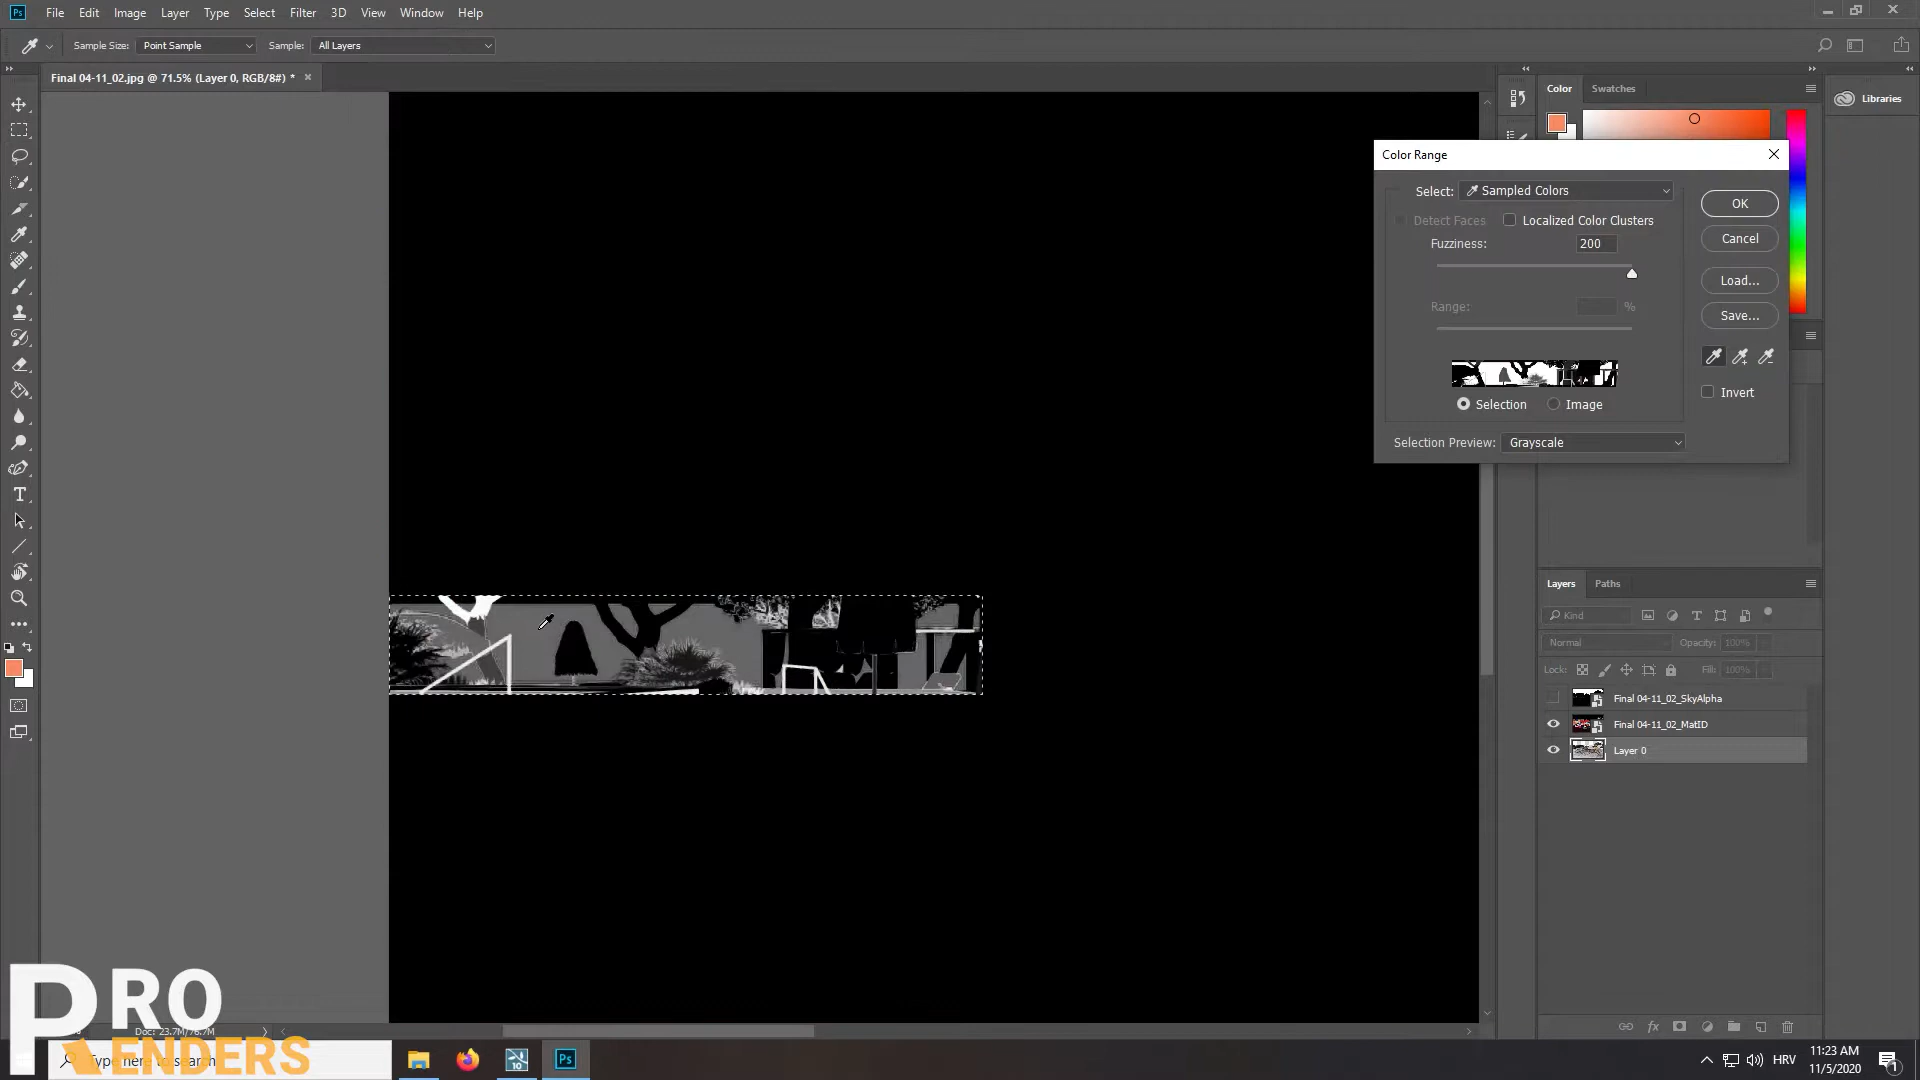 Ps File Edit Image Layer Type Select Filter 3D View Window Help
Sample Size: Point Sample Sample: All Layers
Final 04-11_02.jpg @ 71.5% (Layer 0, RGB/8#) * ×
Color Swatches
Libraries
Color Range
Select: Sampled Colors
OK
Detect Faces Localized Color Clusters
Cancel
Fuzziness: 200
Load...
Range: %
Save...
Invert
Selection Image
Selection Preview: Grayscale
Layers Paths
Kind
Normal Opacity: 100%
Lock: Fill: 100%
Final 04-11_02_SkyAlpha
Final 04-11_02_MatID
Layer 0
PRO
RENDERS
Doc: 23.7M/76.7M
Type here to search
10
Ps
HRV
11:23 AM
11/5/2020
1